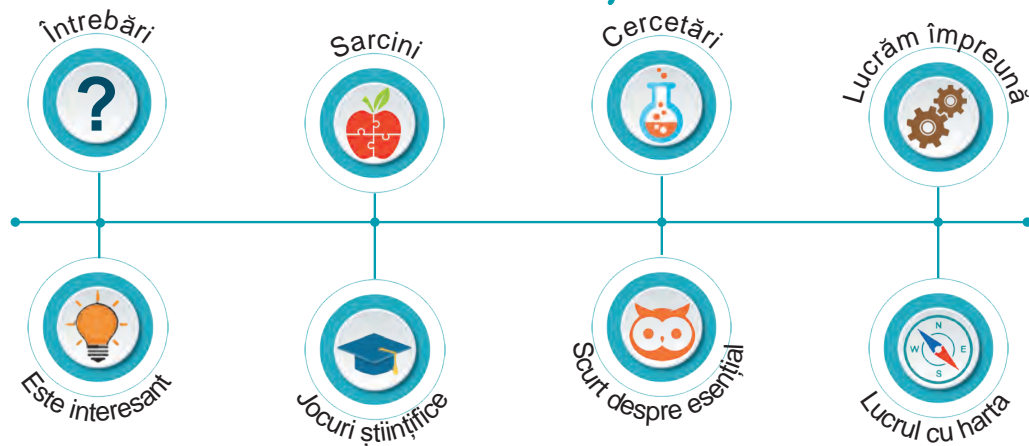 Întrebări
?
Sarcini
Cercetări
Lucrăm împreună
Este interesant
Jocuri științifice
Scurt despre esențial
N
W E
S
Lucrul cu harta